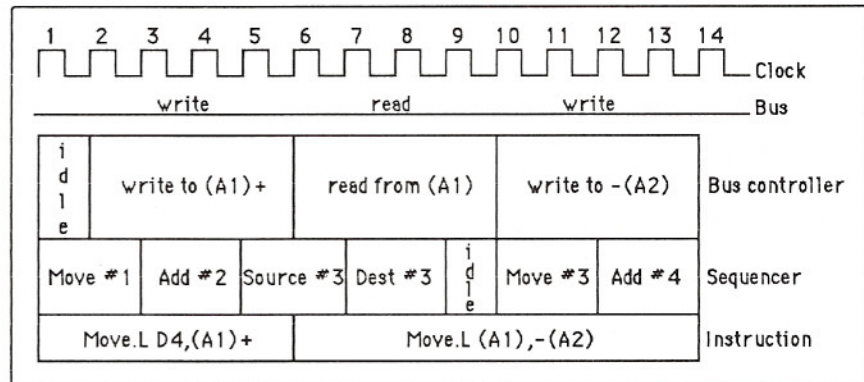 1 2 3 4 5 6 7 8 9 10 11 12 13 14
Clock
write read write Bus
idle write to (A1)+ read from (A1) write to -(A2) Bus controller
Move #1 Add #2 Source #3 Dest #3 idle Move #3 Add #4 Sequencer
Move.L D4,(A1)+ Move.L (A1),-(A2) Instruction